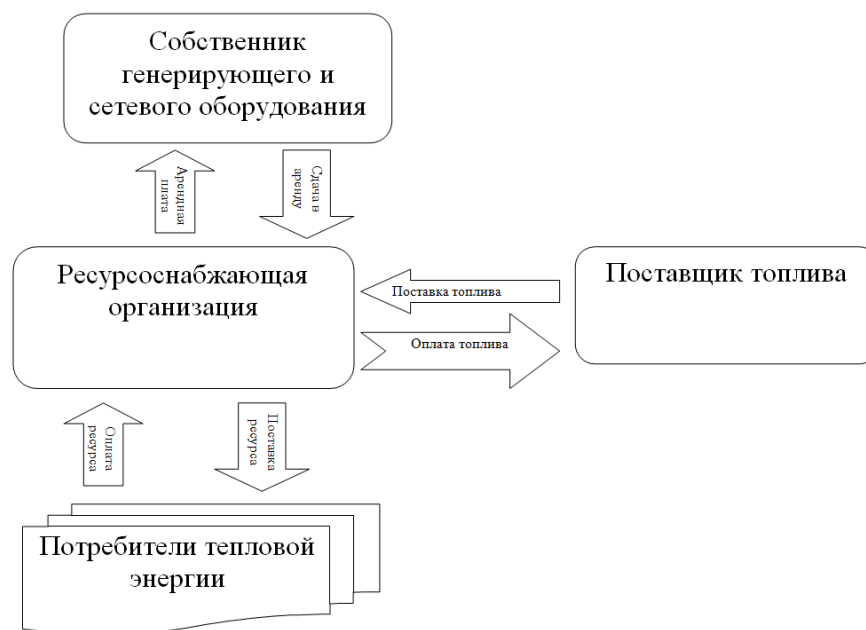 Собственник
генерирующего и
сетевого оборудования
Арендная
плата
Сдача в
аренду
Ресурсоснабжающая
организация
Поставка топлива
Оплата топлива
Поставщик топлива
Оплата
ресурса
Поставка
ресурса
Потребители тепловой
энергии